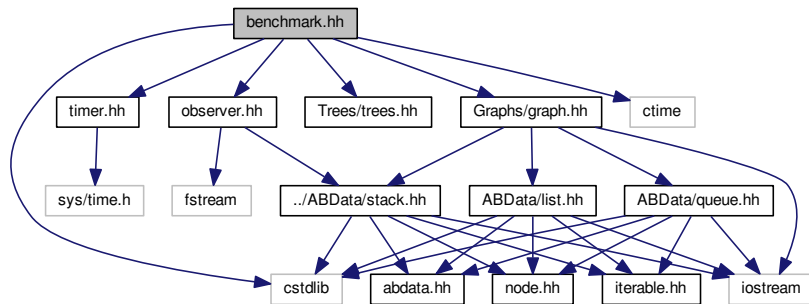 benchmark.hh
timer.hh
observer.hh
Trees/trees.hh
Graphs/graph.hh
ctime
sys/time.h
fstream
../ABData/stack.hh
ABData/list.hh
ABData/queue.hh
cstdlib
abdata.hh
node.hh
iterable.hh
iostream